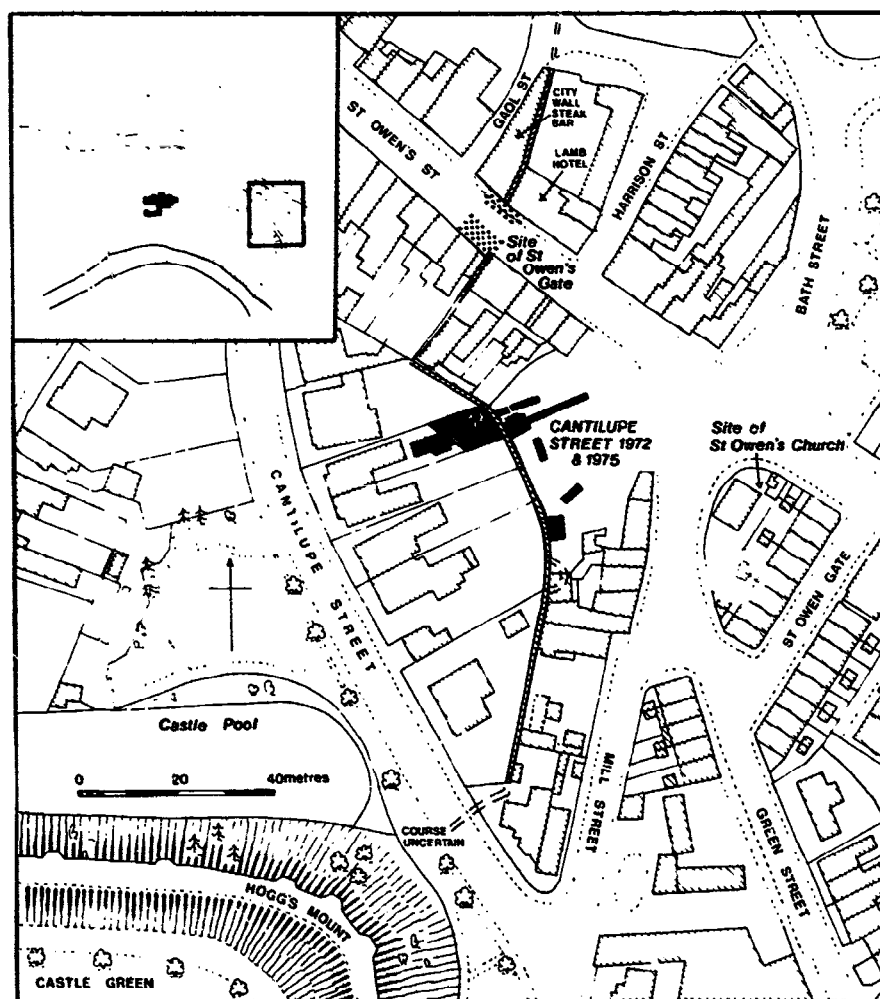 GAOL ST
CITY
WALL
STEAK
BAR
LAMB
HOTEL
ST OWEN'S ST
HARRISON ST
BATH STREET
Site
of St
Owen's
Gate
CANTILUPE
STREET 1972
& 1975
Site of
St Owen's Church
CANTILUPE STREET
ST OWEN GATE
Castle Pool
0 20 40metres
MILL STREET
GREEN STREET
COURSE
UNCERTAIN
HOGG'S MOUNT
CASTLE GREEN